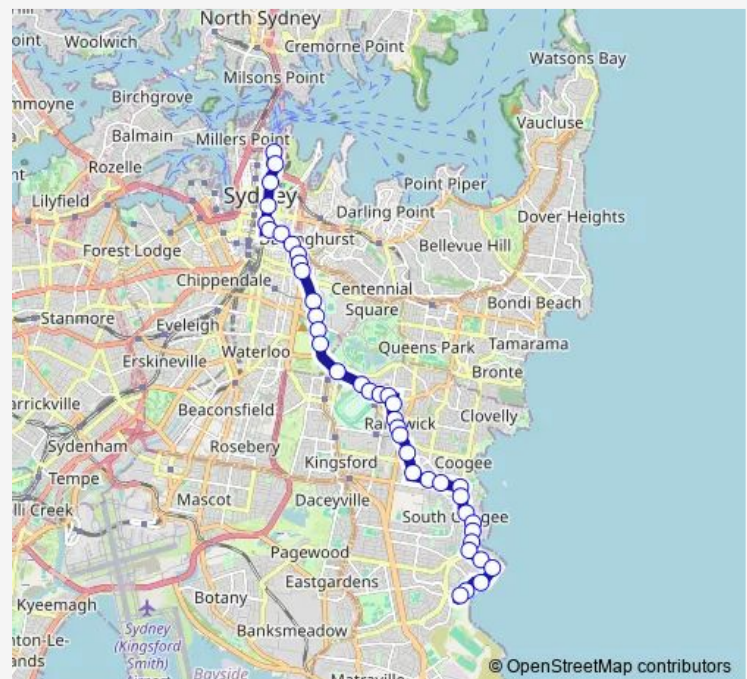 North Sydney
Woolwich
Cremorne Point
Watsons Bay
Milsons Point
Birchgrove
Vaucluse
Balmain
Millers Point
Rozelle
Point Piper
Lilyfield
Sydney
Darling Point
Dover Heights
Forest Lodge
Bellevue Hill
Chippendale
Centennial
Square
Bondi Beach
Stanmore
Eveleigh
Tamarama
Queens Park
Waterloo
Erskineville
Bronte
Beaconsfield
Clovelly
Sydenham
Rosebery
Kingsford
Coogee
Tempe
Mascot
Daceyville
Pagewood
Eastgardens
Kyeemagh
Botany
Sydney
(Kingsford
Smith)
Banksmeadow
Bayside
© OpenStreetMap contributors